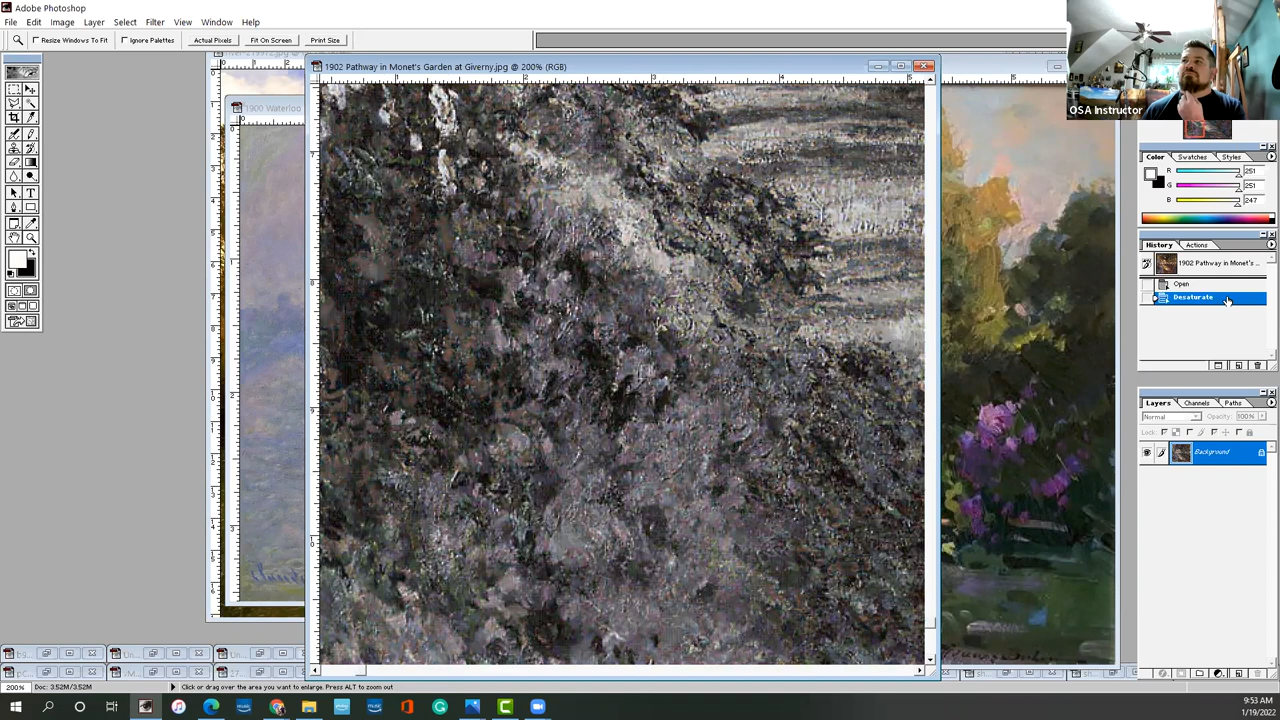 Adobe Photoshop
File Edit Image Layer Select Filter View Window Help
Resize Windows To Fit Ignore Palettes Actual Pixels Fit On Screen Print Size
1902 Pathway in Monet's Garden at Giverny.jpg @ 200% (RGB)
1900 Waterloo
OSA Instructor
Color Swatches Styles
R 251
G 251
B 247
History Actions
1902 Pathway in Monet's ...
Open
Desaturate
Layers Channels Paths
Normal Opacity: 100%
Lock:
Background
200% Doc: 3.52M/3.52M Click or drag over the area you want to enlarge. Press ALT to zoom out
9:53 AM
1/19/2022